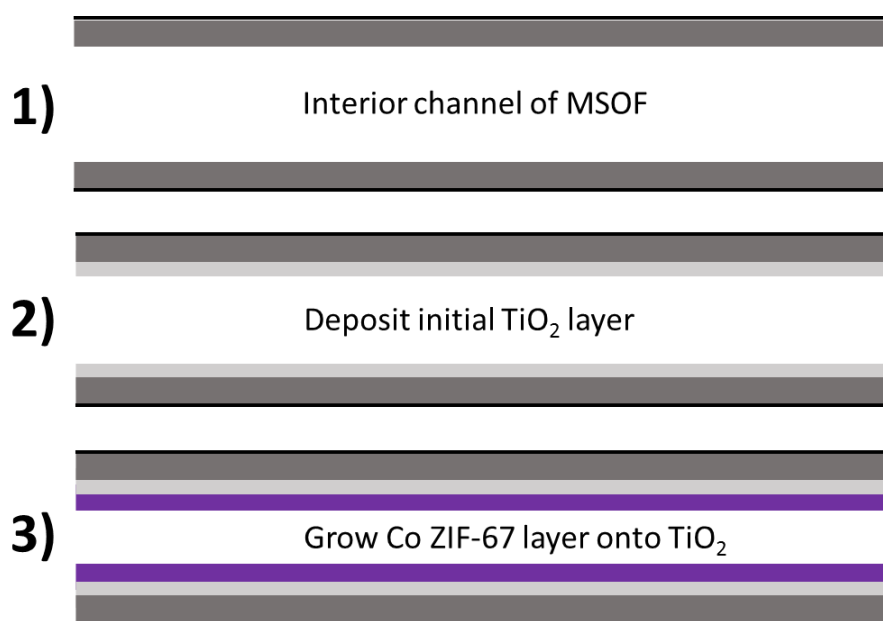 1)
Interior channel of MSOF
2)
Deposit initial TiO₂ layer
3)
Grow Co ZIF-67 layer onto TiO₂